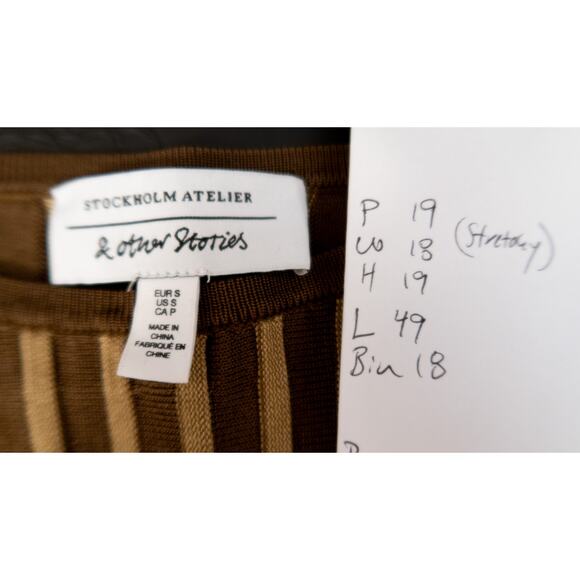 STOCKHOLM ATELIER
& other Stories
EUR S
US S
CA P
MADE IN
CHINA
FABRIQUÉ EN
CHINE
P 19
W 18 (Stretchy)
H 19
L 49
Bin 18